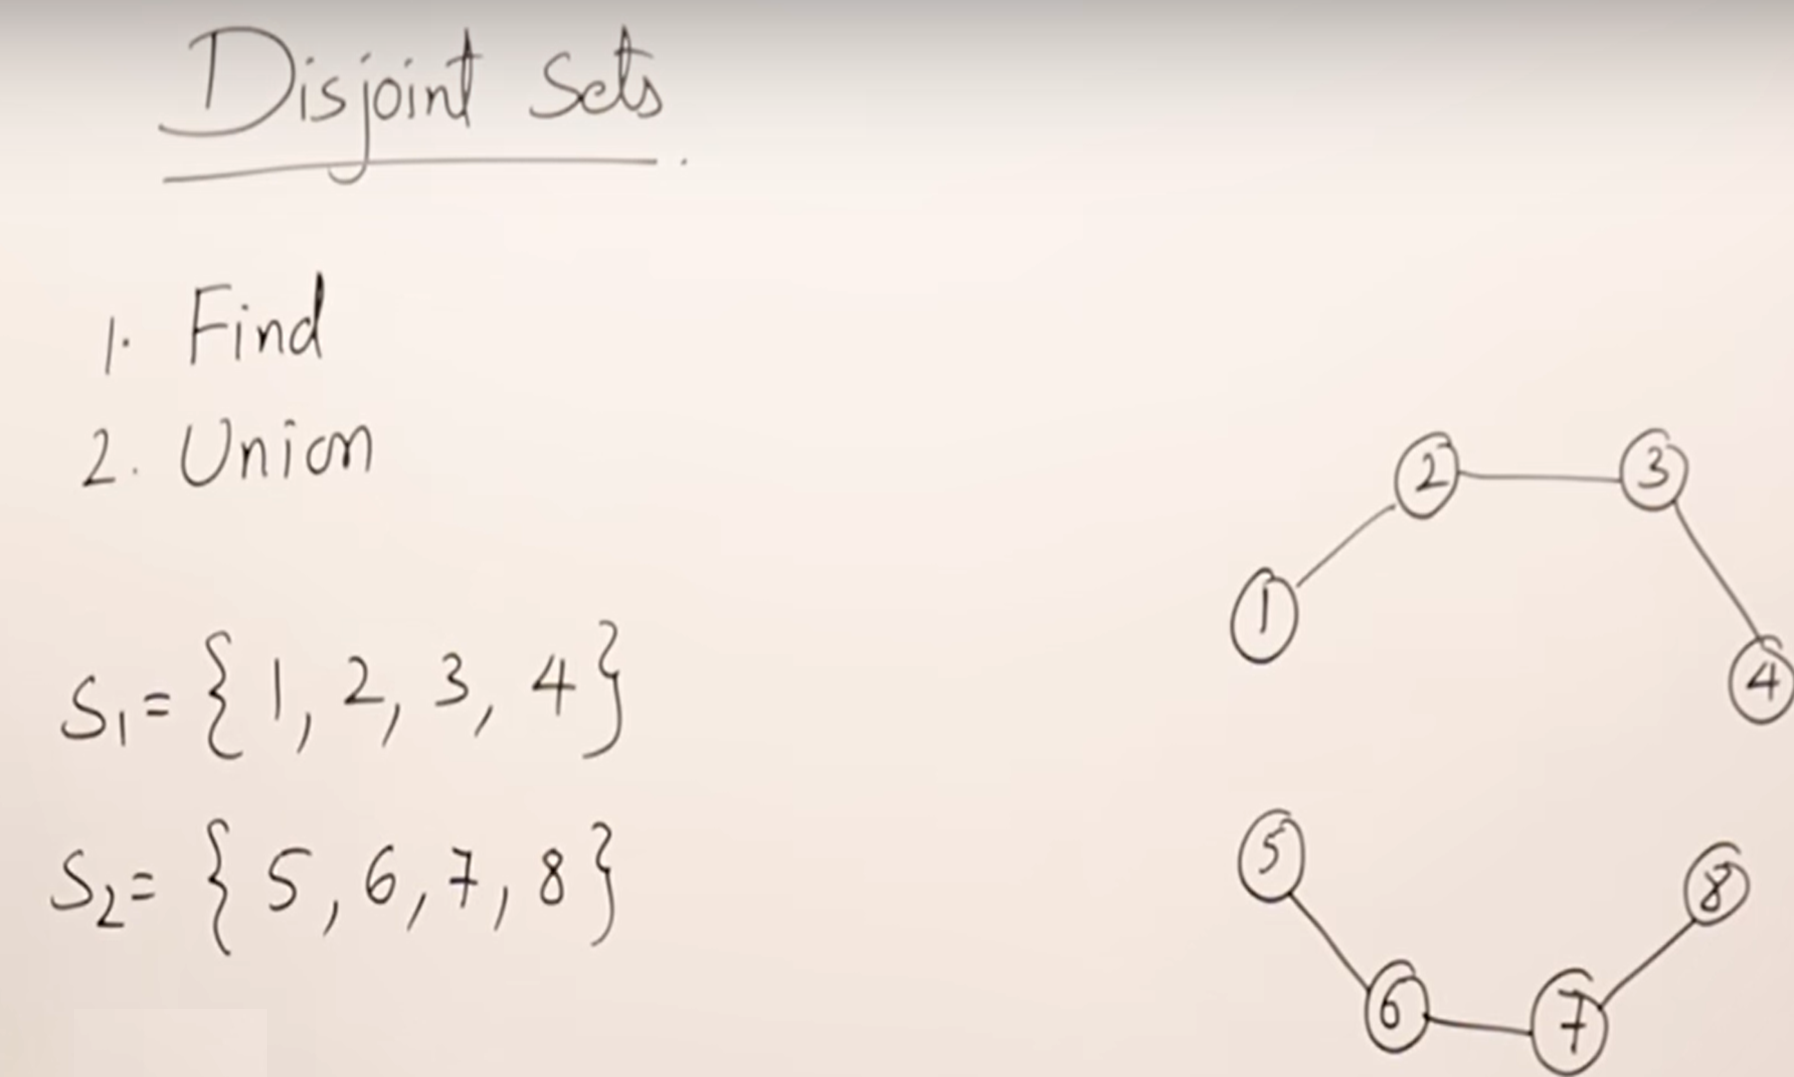 Disjoint Sets.
1. Find
2. Union
S1 = { 1, 2, 3, 4 }
S2 = { 5, 6, 7, 8 }
2 3
1
4
5
8
6 7